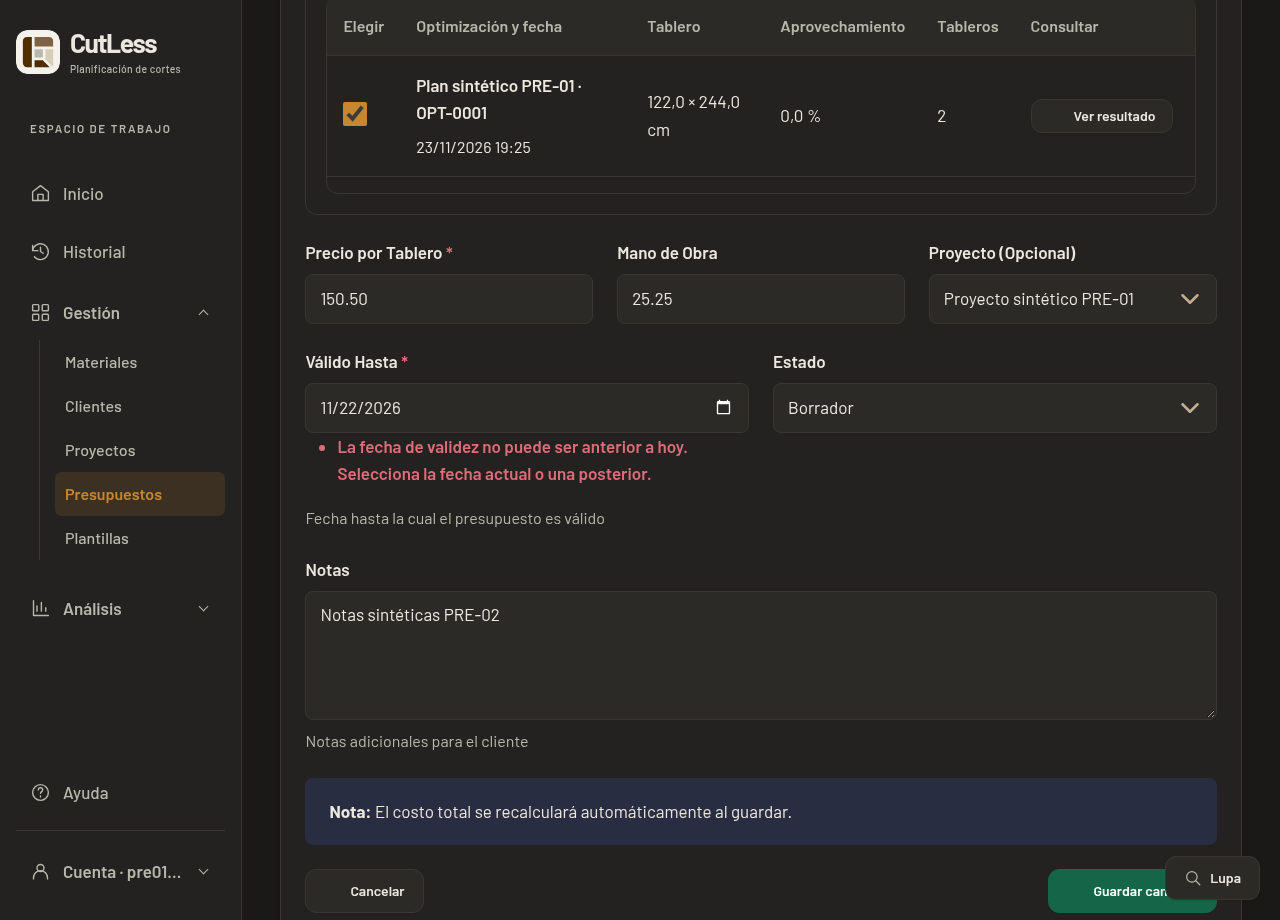 CutLess
Planificación de cortes
ESPACIO DE TRABAJO
Inicio
Historial
Gestión
Materiales
Clientes
Proyectos
Presupuestos
Plantillas
Análisis
Ayuda
Cuenta · pre01...
Elegir Optimización y fecha Tablero Aprovechamiento Tableros Consultar
Plan sintético PRE-01 ·
OPT-0001
23/11/2026 19:25
122,0 × 244,0
cm
0,0 %
2
Ver resultado
Precio por Tablero *
150.50
Mano de Obra
25.25
Proyecto (Opcional)
Proyecto sintético PRE-01
Válido Hasta *
11/22/2026
Estado
Borrador
La fecha de validez no puede ser anterior a hoy.
Selecciona la fecha actual o una posterior.
Fecha hasta la cual el presupuesto es válido
Notas
Notas sintéticas PRE-02
Notas adicionales para el cliente
Nota: El costo total se recalculará automáticamente al guardar.
Cancelar
Guardar
Lupa